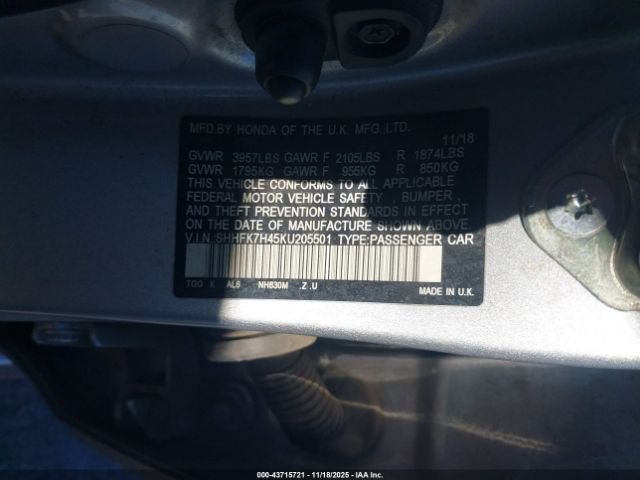 MFD.BY HONDA OF THE U.K. MFG.,LTD.
11/18
GVWR 3957LBS GAWR F 2105LBS R 1874LBS
GVWR 1795KG GAWR F 955KG R 850KG
THIS VEHICLE CONFORMS TO ALL APPLICABLE
FEDERAL MOTOR VEHICLE SAFETY, BUMPER,
AND THEFT PREVENTION STANDARDS IN EFFECT
ON THE DATE OF MANUFACTURE SHOWN ABOVE.
V.I.N.:SHHFK7H45KU205501 TYPE:PASSENGER CAR
TGG K AL6 NH830M .Z .U
MADE IN U.K.
000-43715721 - 11/18/2025 - IAAI, Inc.